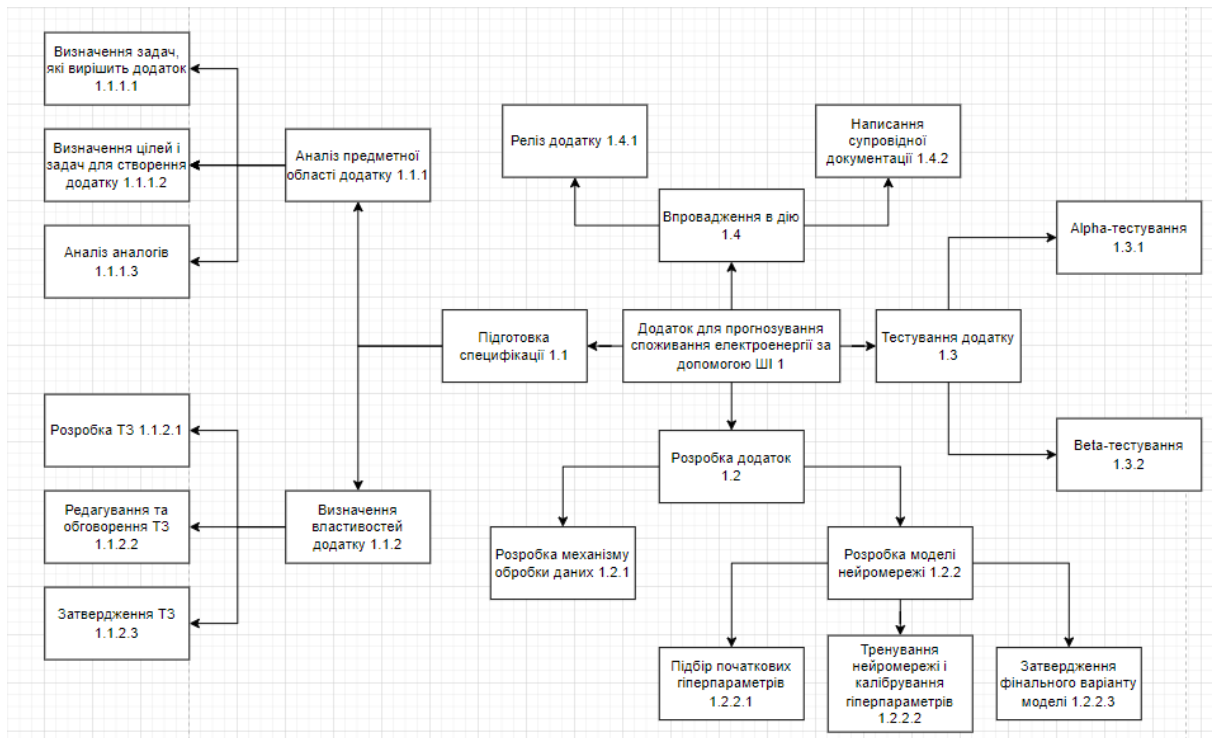 Визначення задач,
які вирішить додаток
1.1.1.1
Визначення цілей і
задач для створення
додатку 1.1.1.2
Аналіз аналогів
1.1.1.3
Аналіз предметної
області додатку 1.1.1
Реліз додатку 1.4.1
Написання
супровідної
документації 1.4.2
Впровадження в дію
1.4
Alpha-тестування
1.3.1
Підготовка
специфікації 1.1
Додаток для прогнозування
споживання електроенергії за
допомогою ШІ 1
Тестування додатку
1.3
Beta-тестування
1.3.2
Розробка ТЗ 1.1.2.1
Редагування та
обговорення ТЗ
1.1.2.2
Затвердження ТЗ
1.1.2.3
Визначення
властивостей
додатку 1.1.2
Розробка додаток
1.2
Розробка механізму
обробки даних 1.2.1
Розробка моделі
нейромережі 1.2.2
Підбір початкових
гіперпараметрів
1.2.2.1
Тренування
нейромережі і
калібрування
гіперпараметрів
1.2.2.2
Затвердження
фінального варіанту
моделі 1.2.2.3